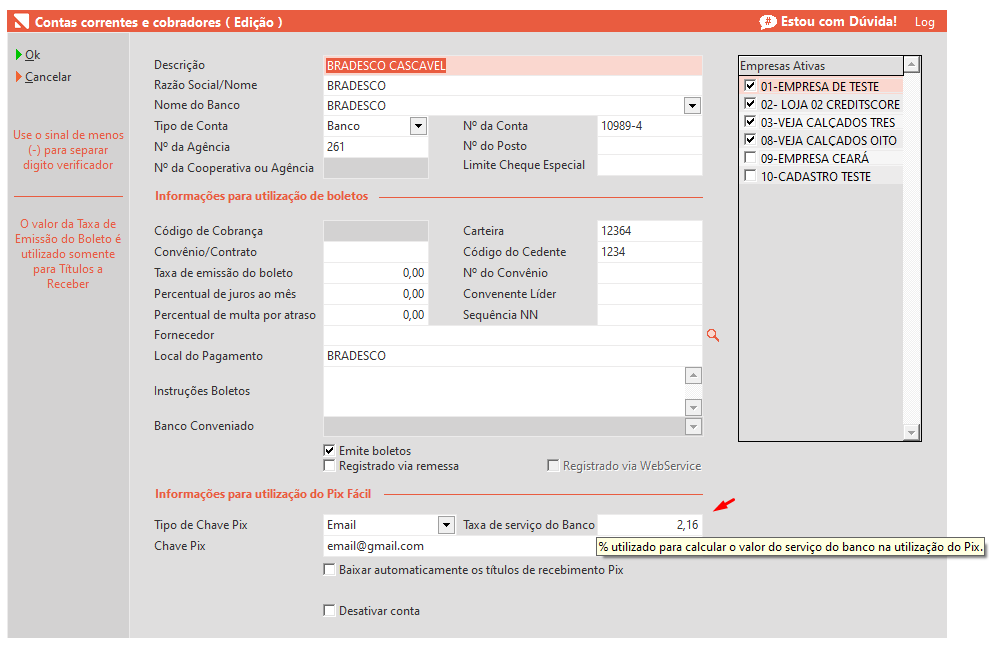 Contas correntes e cobradores ( Edição )
Estou com Dúvida!
Log
Ok
Cancelar
Use o sinal de menos
(-) para separar
digito verificador
O valor da Taxa de
Emissão do Boleto é
utilizado somente
para Títulos a
Receber
Descrição BRADESCO CASCAVEL
Razão Social/Nome BRADESCO
Nome do Banco BRADESCO
Tipo de Conta Banco Nº da Conta 10989-4
Nº da Agência 261 Nº do Posto
Nº da Cooperativa ou Agência Limite Cheque Especial
Informações para utilização de boletos
Código de Cobrança Carteira 12364
Convênio/Contrato Código do Cedente 1234
Taxa de emissão do boleto 0,00 Nº do Convênio
Percentual de juros ao mês 0,00 Convenente Líder
Percentual de multa por atraso 0,00 Sequência NN
Fornecedor
Local do Pagamento BRADESCO
Instruções Boletos
Banco Conveniado
Emite boletos
Registrado via remessa Registrado via WebService
Informações para utilização do Pix Fácil
Tipo de Chave Pix Email Taxa de serviço do Banco 2,16
Chave Pix email@gmail.com
% utilizado para calcular o valor do serviço do banco na utilização do Pix.
Baixar automaticamente os títulos de recebimento Pix
Desativar conta
Empresas Ativas
01-EMPRESA DE TESTE
02- LOJA 02 CREDITSCORE
03-VEJA CALÇADOS TRES
08-VEJA CALÇADOS OITO
09-EMPRESA CEARÁ
10-CADASTRO TESTE